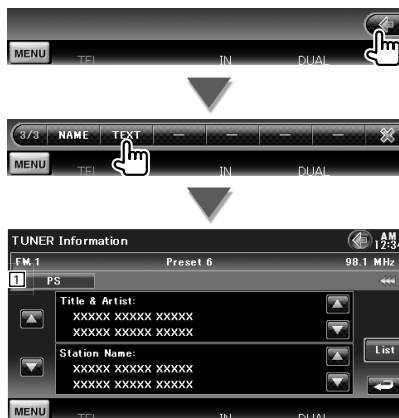 MENU TEL IN DUAL
3/3 NAME TEXT — — — — —
MENU TEL IN DUAL
TUNER Information AM 12:34
FM 1 Preset 6 98.1 MHz
1 PS
Title & Artist:
XXXXX XXXXX XXXXX
XXXXX XXXXX XXXXX
List
Station Name:
XXXXX XXXXX XXXXX
XXXXX XXXXX XXXXX
MENU TEL IN DUAL